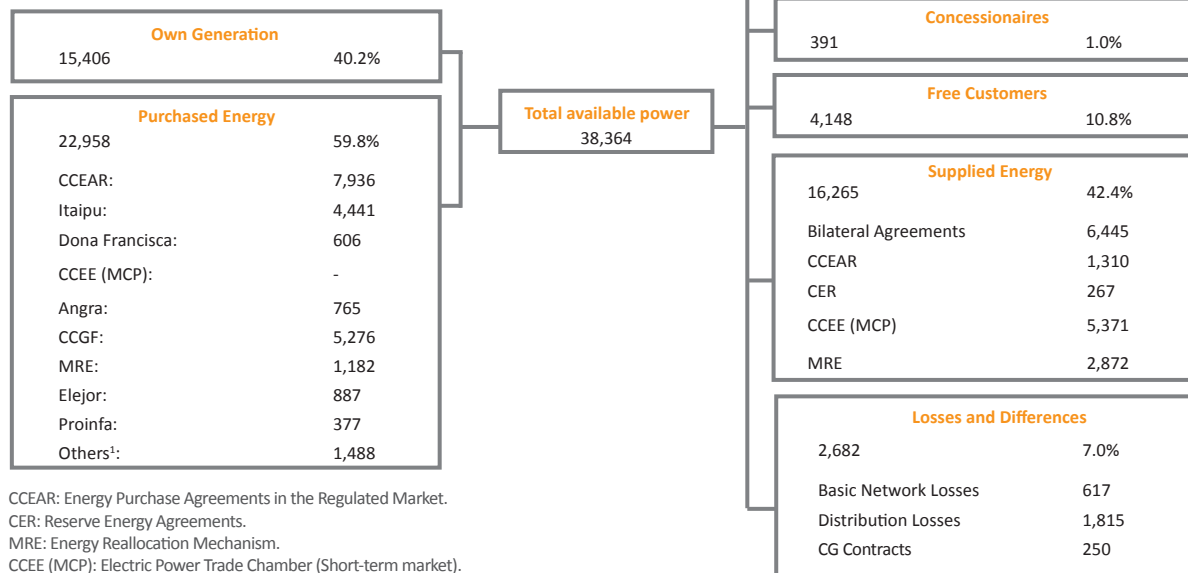 Own Generation
15,406 40.2%
Purchased Energy
22,958 59.8%
CCEAR: 7,936
Itaipu: 4,441
Dona Francisca: 606
CCEE (MCP): -
Angra: 765
CCGF: 5,276
MRE: 1,182
Elejor: 887
Proinfa: 377
Others¹: 1,488
Total available power
38,364
Concessionaires
391 1.0%
Free Customers
4,148 10.8%
Supplied Energy
16,265 42.4%
Bilateral Agreements 6,445
CCEAR 1,310
CER 267
CCEE (MCP) 5,371
MRE 2,872
Losses and Differences
2,682 7.0%
Basic Network Losses 617
Distribution Losses 1,815
CG Contracts 250
CCEAR: Energy Purchase Agreements in the Regulated Market.
CER: Reserve Energy Agreements.
MRE: Energy Reallocation Mechanism.
CCEE (MCP): Electric Power Trade Chamber (Short-term market).